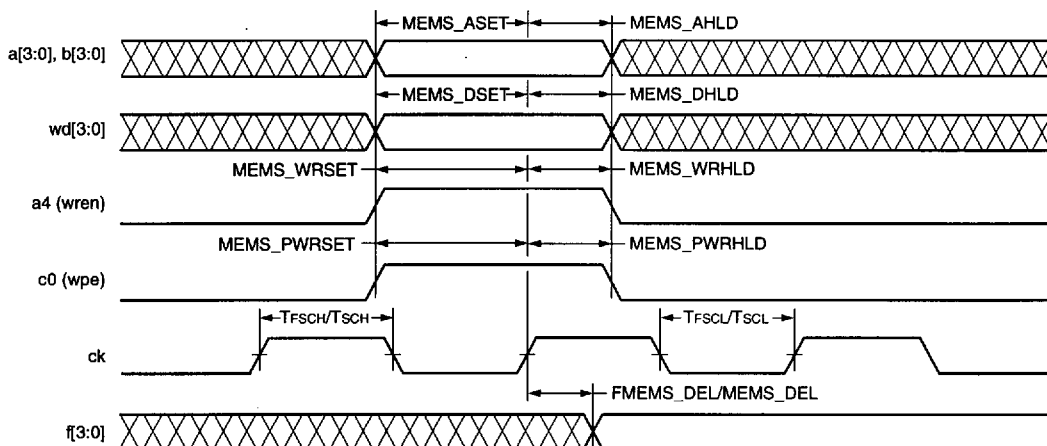 MEMS_ASET MEMS_AHLD
a[3:0], b[3:0]
MEMS_DSET MEMS_DHLD
wd[3:0]
MEMS_WRSET MEMS_WRHLD
a4 (wren)
MEMS_PWRSET MEMS_PWRHLD
c0 (wpe)
TFSCH/TSCH TFSCL/TSCL
ck
FMEMS_DEL/MEMS_DEL
f[3:0]